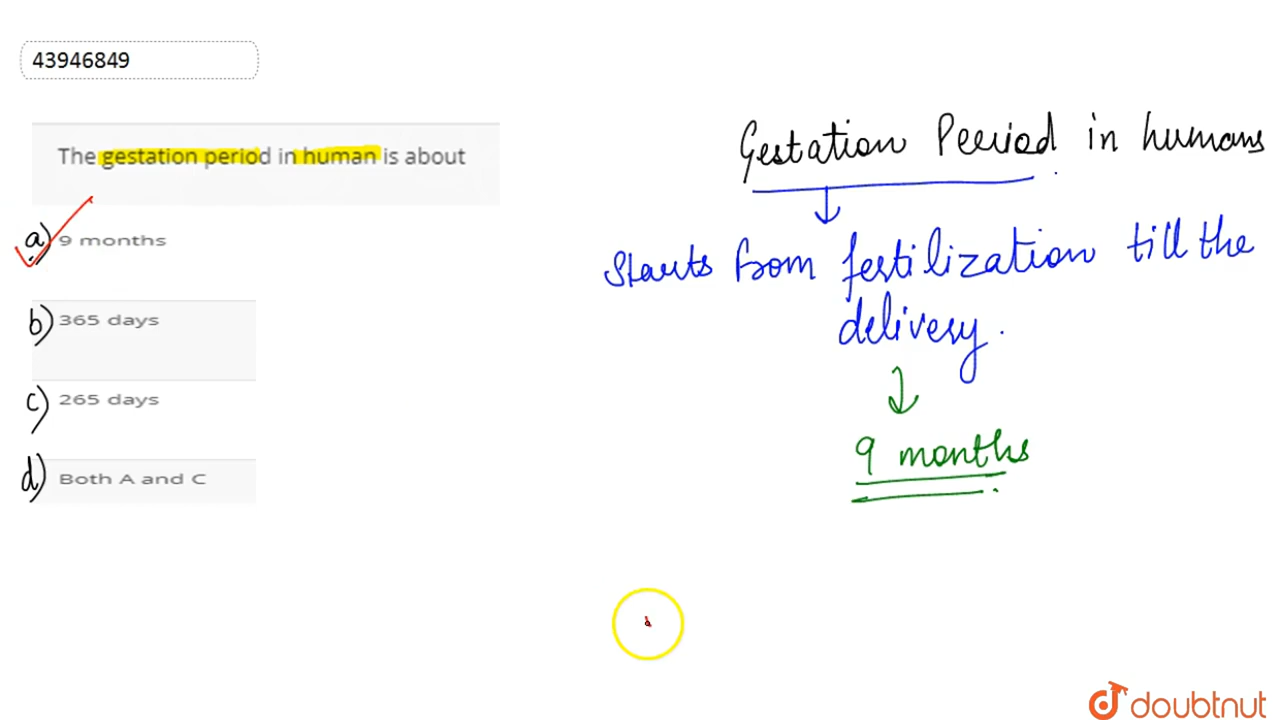 43946849
The gestation period in human is about
a) 9 months
b) 365 days
c) 265 days
d) Both A and C
Gestation Period in humans
Starts from fertilization till the
delivery.
9 months
doubtnut